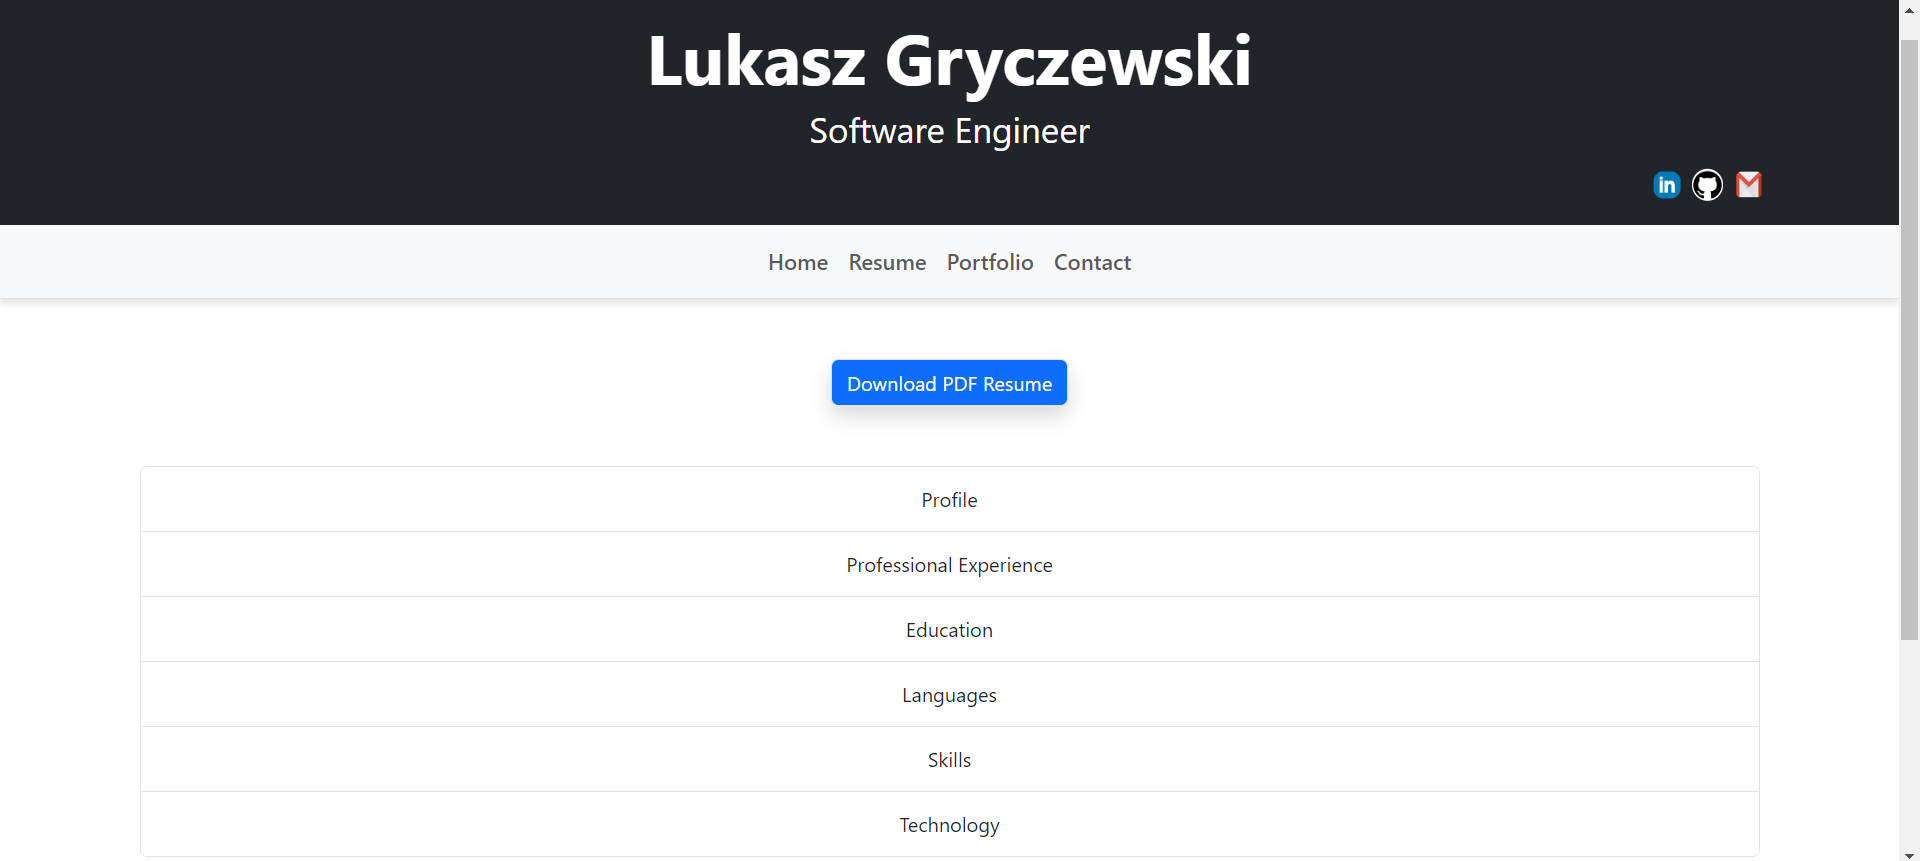 Lukasz Gryczewski
Software Engineer
in
Home Resume Portfolio Contact
Download PDF Resume
Profile
Professional Experience
Education
Languages
Skills
Technology